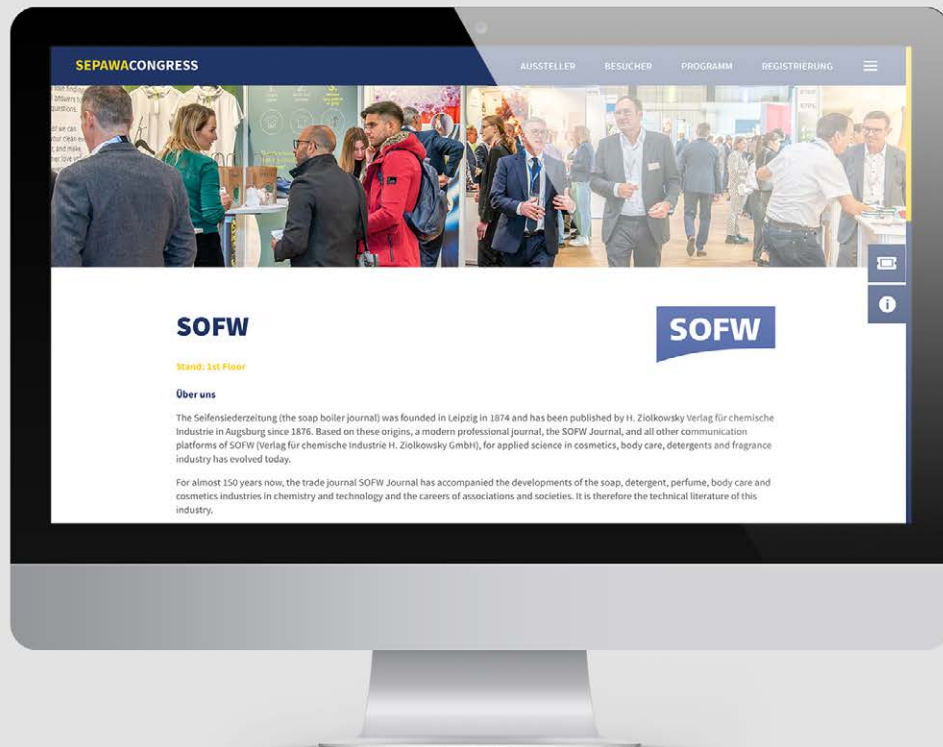 SEPAWACONGRESS
AUSSTELLER BESUCHER PROGRAMM REGISTRIERUNG
SOFW
SOFW
Stand: 1st Floor
Über uns
The Seifensiederzeitung (the soap boiler journal) was founded in Leipzig in 1874 and has been published by H. Ziolkowsky Verlag für chemische
Industrie in Augsburg since 1876. Based on these origins, a modern professional journal, the SOFW Journal, and all other communication
platforms of SOFW (Verlag für chemische Industrie H. Ziolkowsky GmbH), for applied science in cosmetics, body care, detergents and fragrance
industry has evolved today.
For almost 150 years now, the trade journal SOFW Journal has accompanied the developments of the soap, detergent, perfume, body care and
cosmetics industries in chemistry and technology and the careers of associations and societies. It is therefore the technical literature of this
industry.